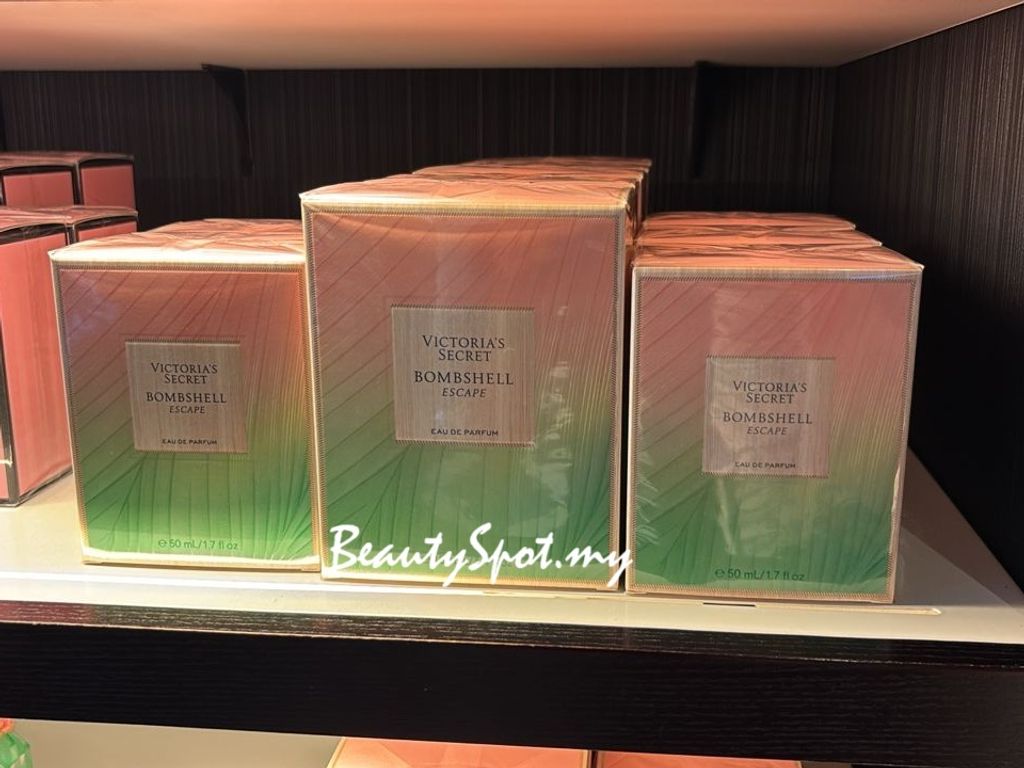 VICTORIA'S
SECRET
BOMBSHELL
ESCAPE
EAU DE PARFUM
℮ 50 mL/1.7 fl oz
VICTORIA'S
SECRET
BOMBSHELL
ESCAPE
EAU DE PARFUM
VICTORIA'S
SECRET
BOMBSHELL
ESCAPE
EAU DE PARFUM
℮ 50 mL/1.7 fl oz
BeautySpot.my